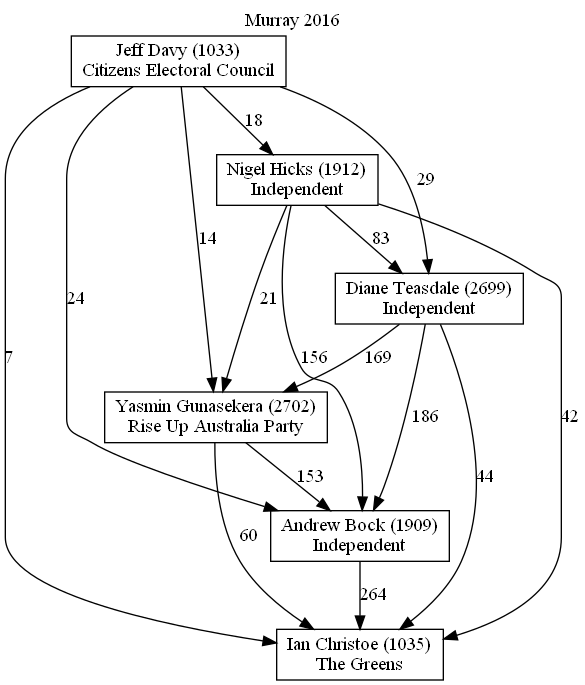 Murray 2016
Jeff Davy (1033)
Citizens Electoral Council
18
Nigel Hicks (1912)
Independent
29
14
83
Diane Teasdale (2699)
Independent
24
21
7
156
169
42
Yasmin Gunasekera (2702)
Rise Up Australia Party
186
153
44
60
Andrew Bock (1909)
Independent
264
Ian Christoe (1035)
The Greens